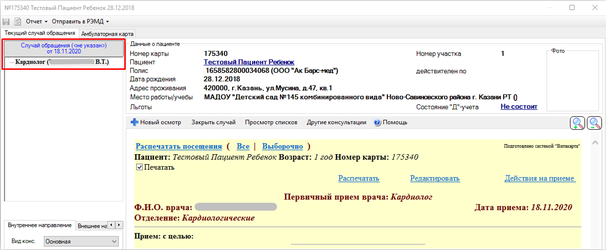 №175340 Тестовый Пациент Ребенок 28.12.2018
Отчет Отправить в РЭМД
Текущий случай обращения Амбулаторная карта
Случай обращения (<не указан>)
от 18.11.2020
Кардиолог ( В.Т.)
Данные о пациенте
Номер карты 175340 Номер участка 1
Пациент Тестовый Пациент Ребенок
Полис 1658582800034068 (ООО "Ак Барс-мед") действителен по
Дата рождения 28.12.2018
Адрес проживания 420000, г.Казань, ул.Мусина, д.47, кв.1
Место работы/учебы МАДОУ "Детский сад №145 комбинированного вида" Ново-Савиновского района г. Казани РТ ()
Льготы Состояние "Д"-учета Не состоит
Фото
Новый осмотр Закрыть случай Просмотр списков Другие консультации Помощь
Распечатать посещения ( Все | Выборочно ) Подготовлено системой "Витакарта"
Пациент: Тестовый Пациент Ребенок Возраст: 1 год Номер карты: 175340
Печатать
Распечатать Редактировать Действия на приеме
Первичный прием врача: Кардиолог
Ф.И.О. врача: Дата приема: 18.11.2020
Отделение: Кардиологические
Прием: с целью:
Внутреннее направление Внешнее на
Вид конс. Основная